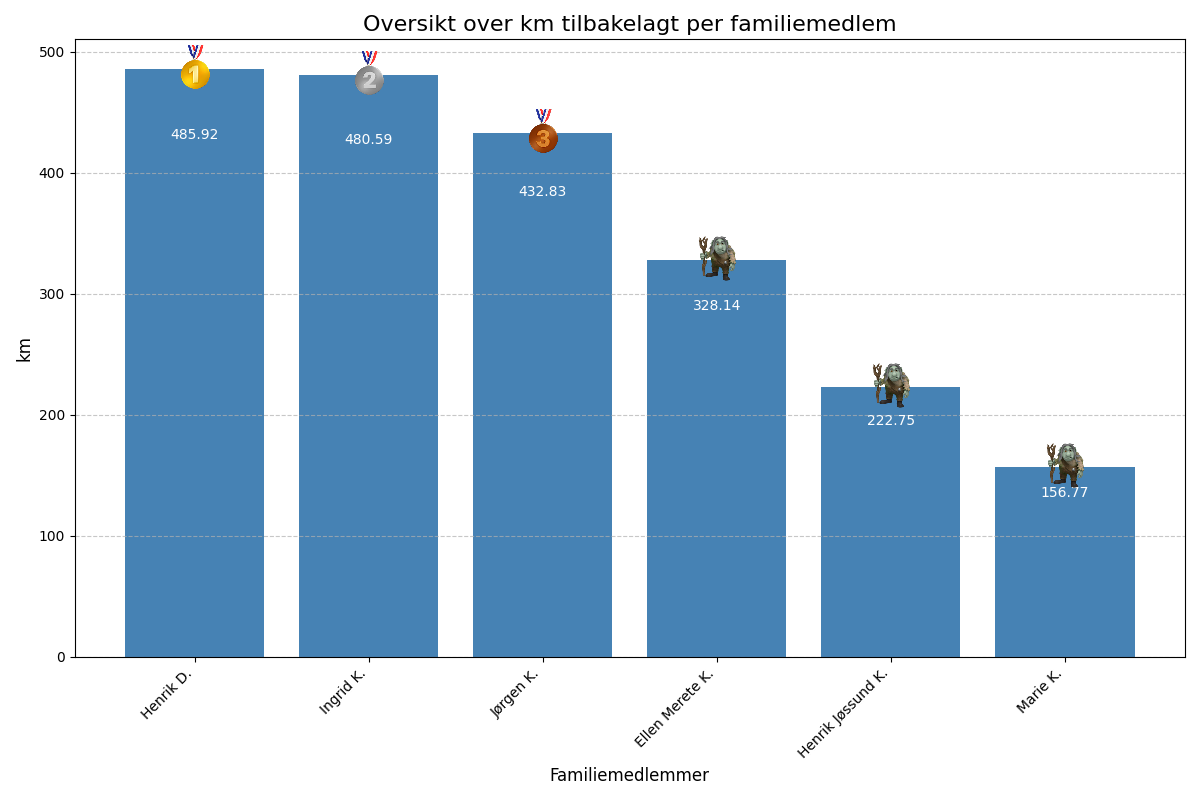 Oversikt over km tilbakelagt per familiemedlem
500
400
300
200
100
0
km
1
2
3
485.92
480.59
432.83
328.14
222.75
156.77
Henrik D.
Ingrid K.
Jørgen K.
Ellen Merete K.
Henrik Jøssund K.
Marie K.
Familiemedlemmer